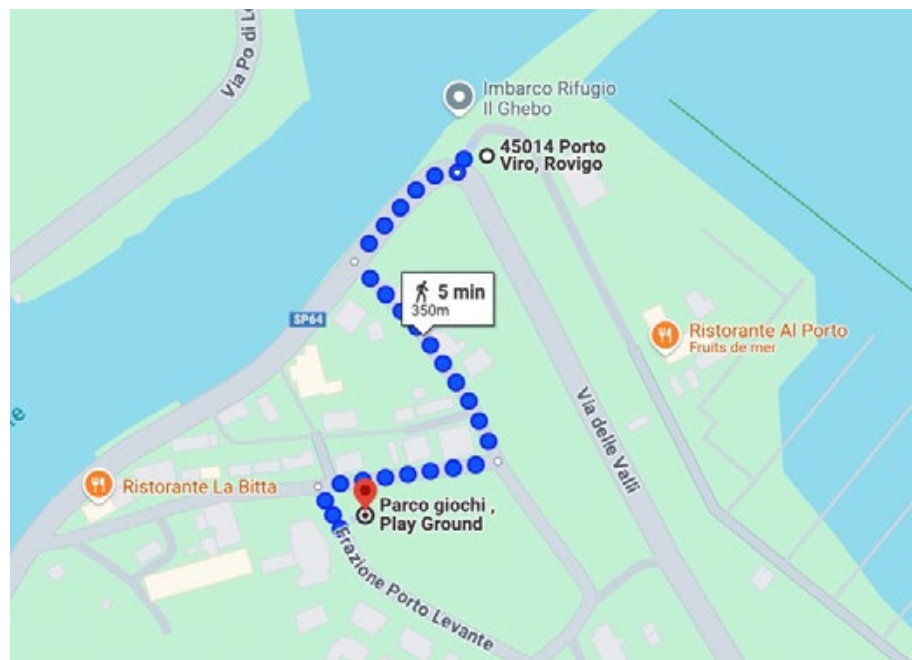 Via Po di L
Imbarco Rifugio
Il Ghebo
45014 Porto
Viro, Rovigo
5 min
350m
SP64
Ristorante Al Porto
Fruits de mer
Via delle Valli
Ristorante La Bitta
Parco giochi ,
Play Ground
Frazione Porto Levante